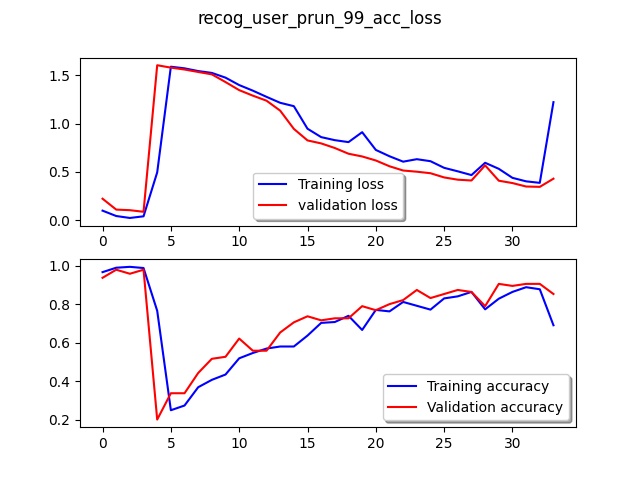 recog_user_prun_99_acc_loss
1.5
1.0
0.5
0.0
Training loss
validation loss
0 5 10 15 20 25 30
1.0
0.8
0.6
0.4
0.2
Training accuracy
Validation accuracy
0 5 10 15 20 25 30